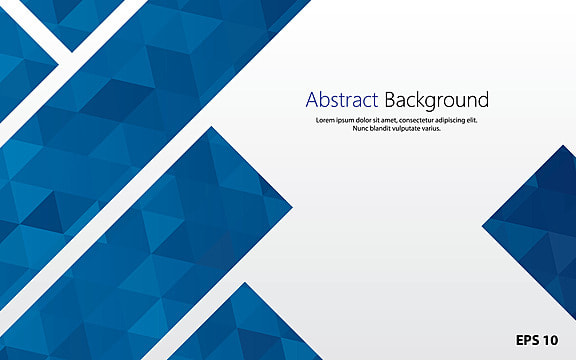 Abstract Background
Lorem ipsum dolor sit amet, consectetur adipiscing elit.
Nunc blandit vulputate varius.
EPS 10